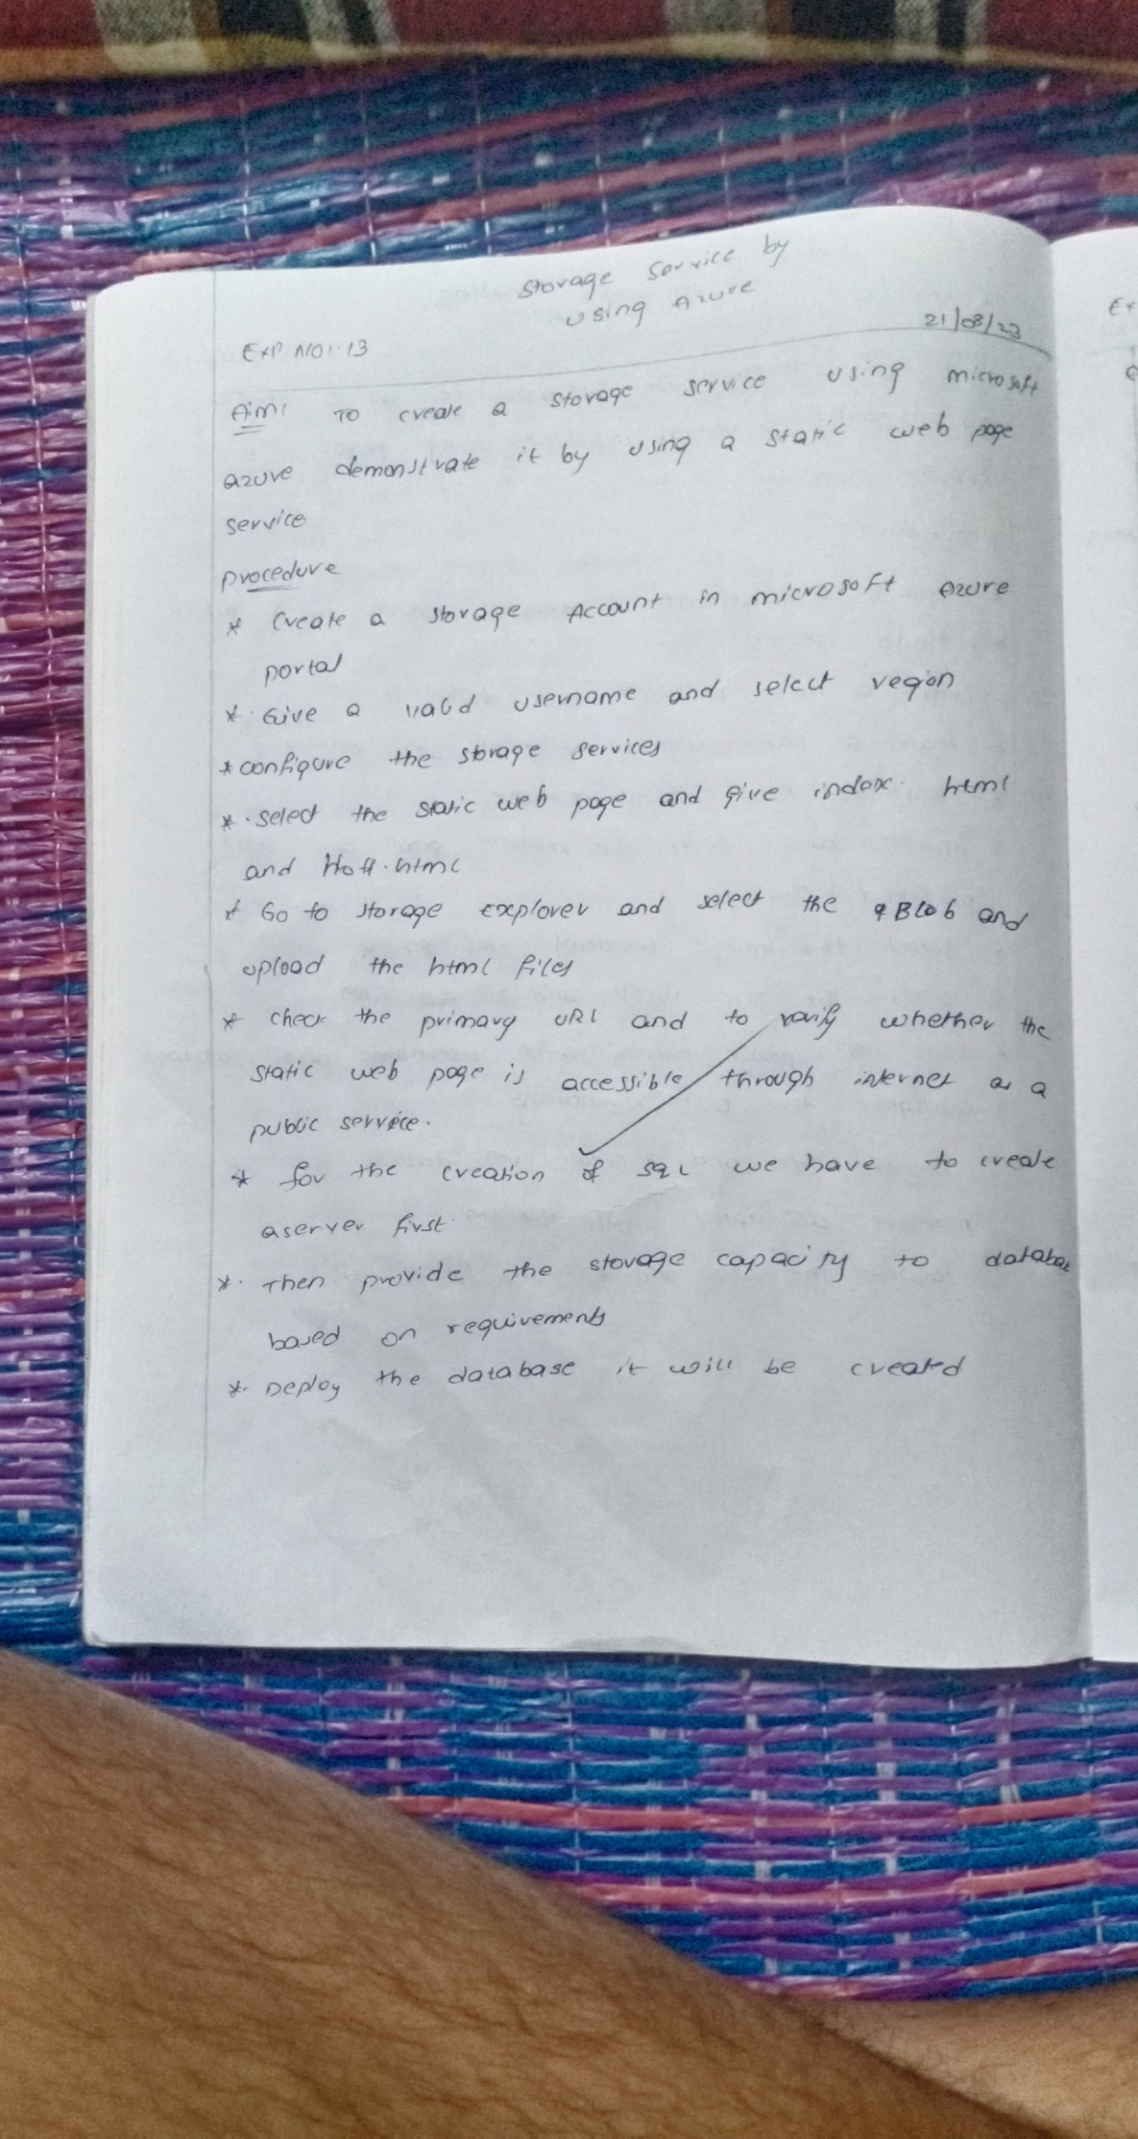 Storage Service by
using Azure
21/08/23
EXP NO: 13
Aim: To create a storage service using microsoft
azure demonstrate it by using a static web page
service
procedure
* Create a storage Account in microsoft Azure
portal
* Give a valid username and select region
* configure the storage services
* select the static web page and give index. html
and .html
* Go to storage explorer and select the Blob and
upload the html files
* check the primary URL and to verify whether the
static web page is accessible through internet as a
public service.
* for the creation of SQL we have to create
aserver first
* Then provide the storage capacity to
based on requirements
* Deploy the database it will be created
Ex